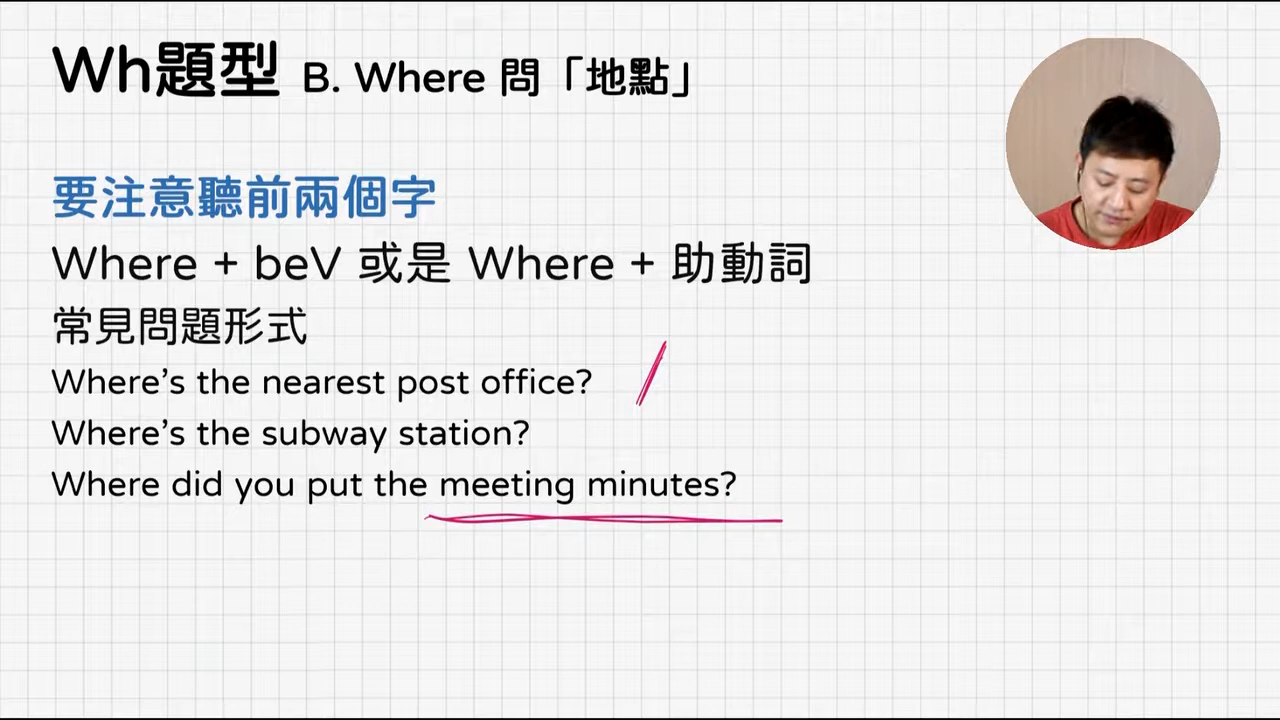 Wh題型 B. Where 問「地點」
要注意聽前兩個字
Where + beV 或是 Where + 助動詞
常見問題形式
Where’s the nearest post office?
Where’s the subway station?
Where did you put the meeting minutes?